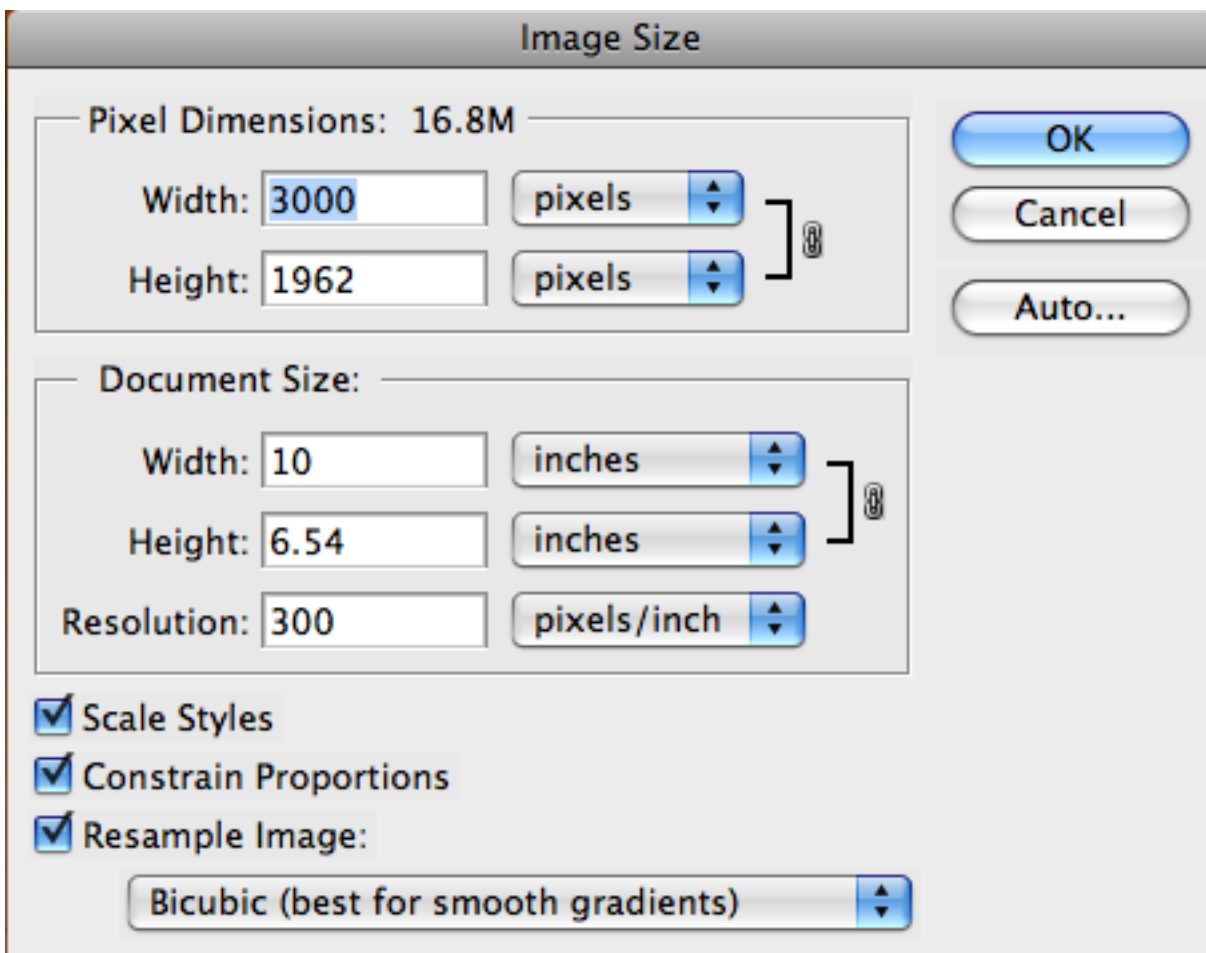 Image Size
Pixel Dimensions: 16.8M
Width: 3000 pixels
Height: 1962 pixels
OK
Cancel
Auto...
Document Size:
Width: 10 inches
Height: 6.54 inches
Resolution: 300 pixels/inch
Scale Styles
Constrain Proportions
Resample Image:
Bicubic (best for smooth gradients)